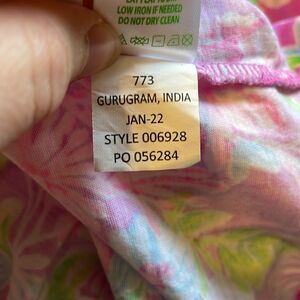 LOW IRON IF NEEDED
DO NOT DRY CLEAN
773
GURUGRAM, INDIA
JAN-22
STYLE 006928
PO 056284